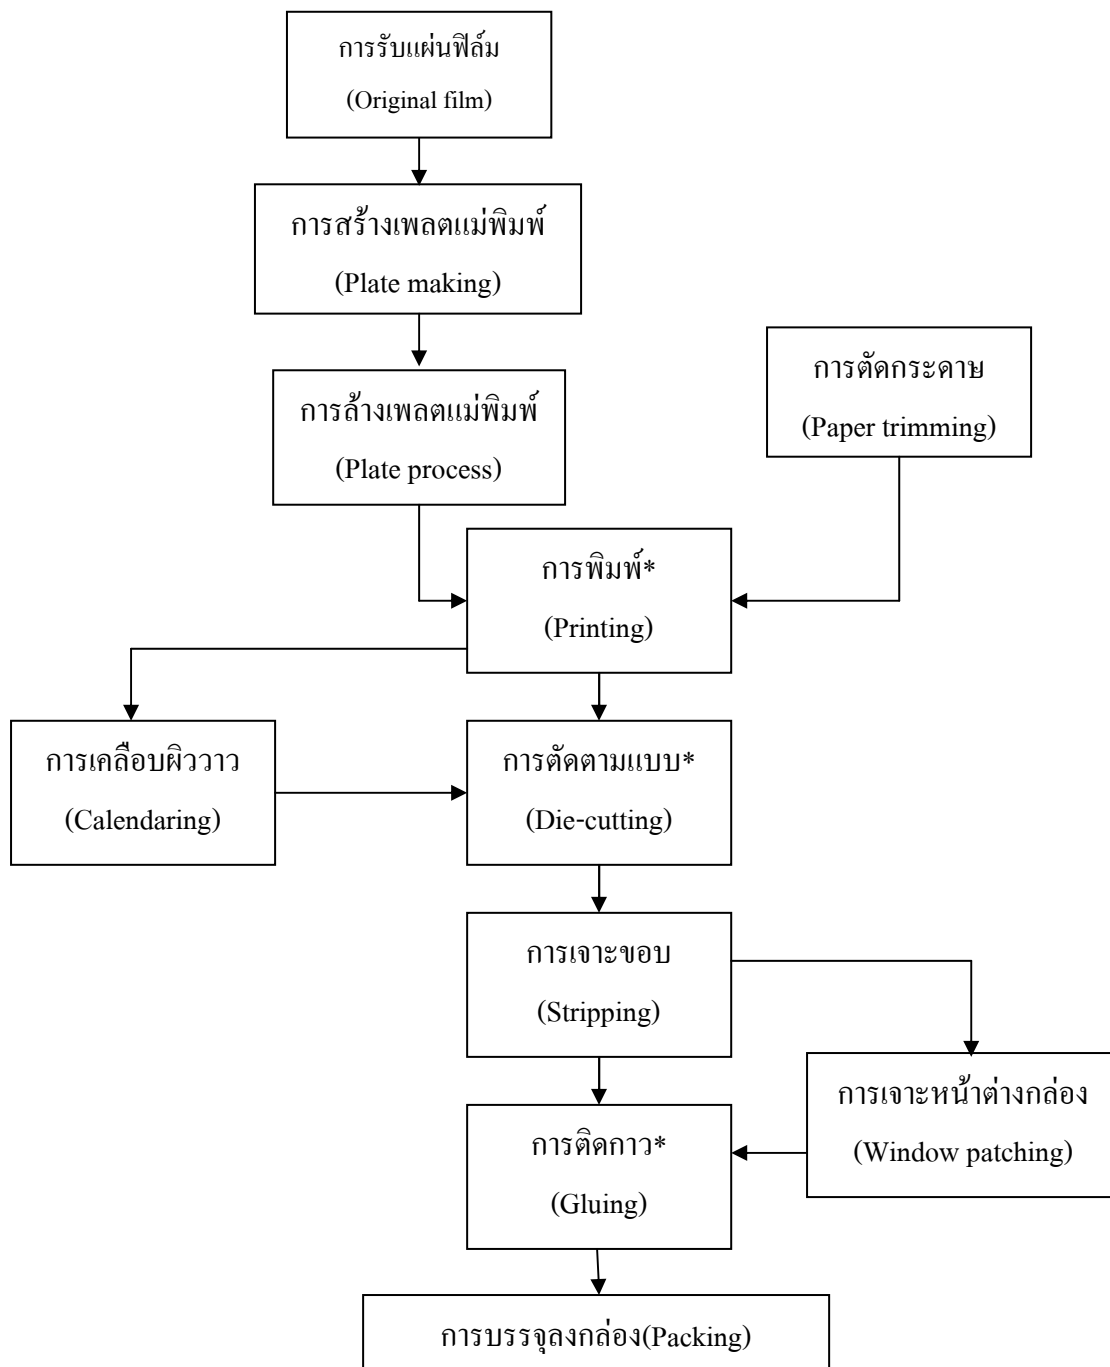 การรับแผ่นฟิล์ม
(Original film)
การสร้างเพลตแม่พิมพ์
(Plate making)
การล้างเพลตแม่พิมพ์
(Plate process)
การตัดกระดาษ
(Paper trimming)
การพิมพ์*
(Printing)
การเคลือบผิววาว
(Calendaring)
การตัดตามแบบ*
(Die-cutting)
การเจาะขอบ
(Stripping)
การเจาะหน้าต่างกล่อง
(Window patching)
การติดกาว*
(Gluing)
การบรรจุลงกล่อง(Packing)